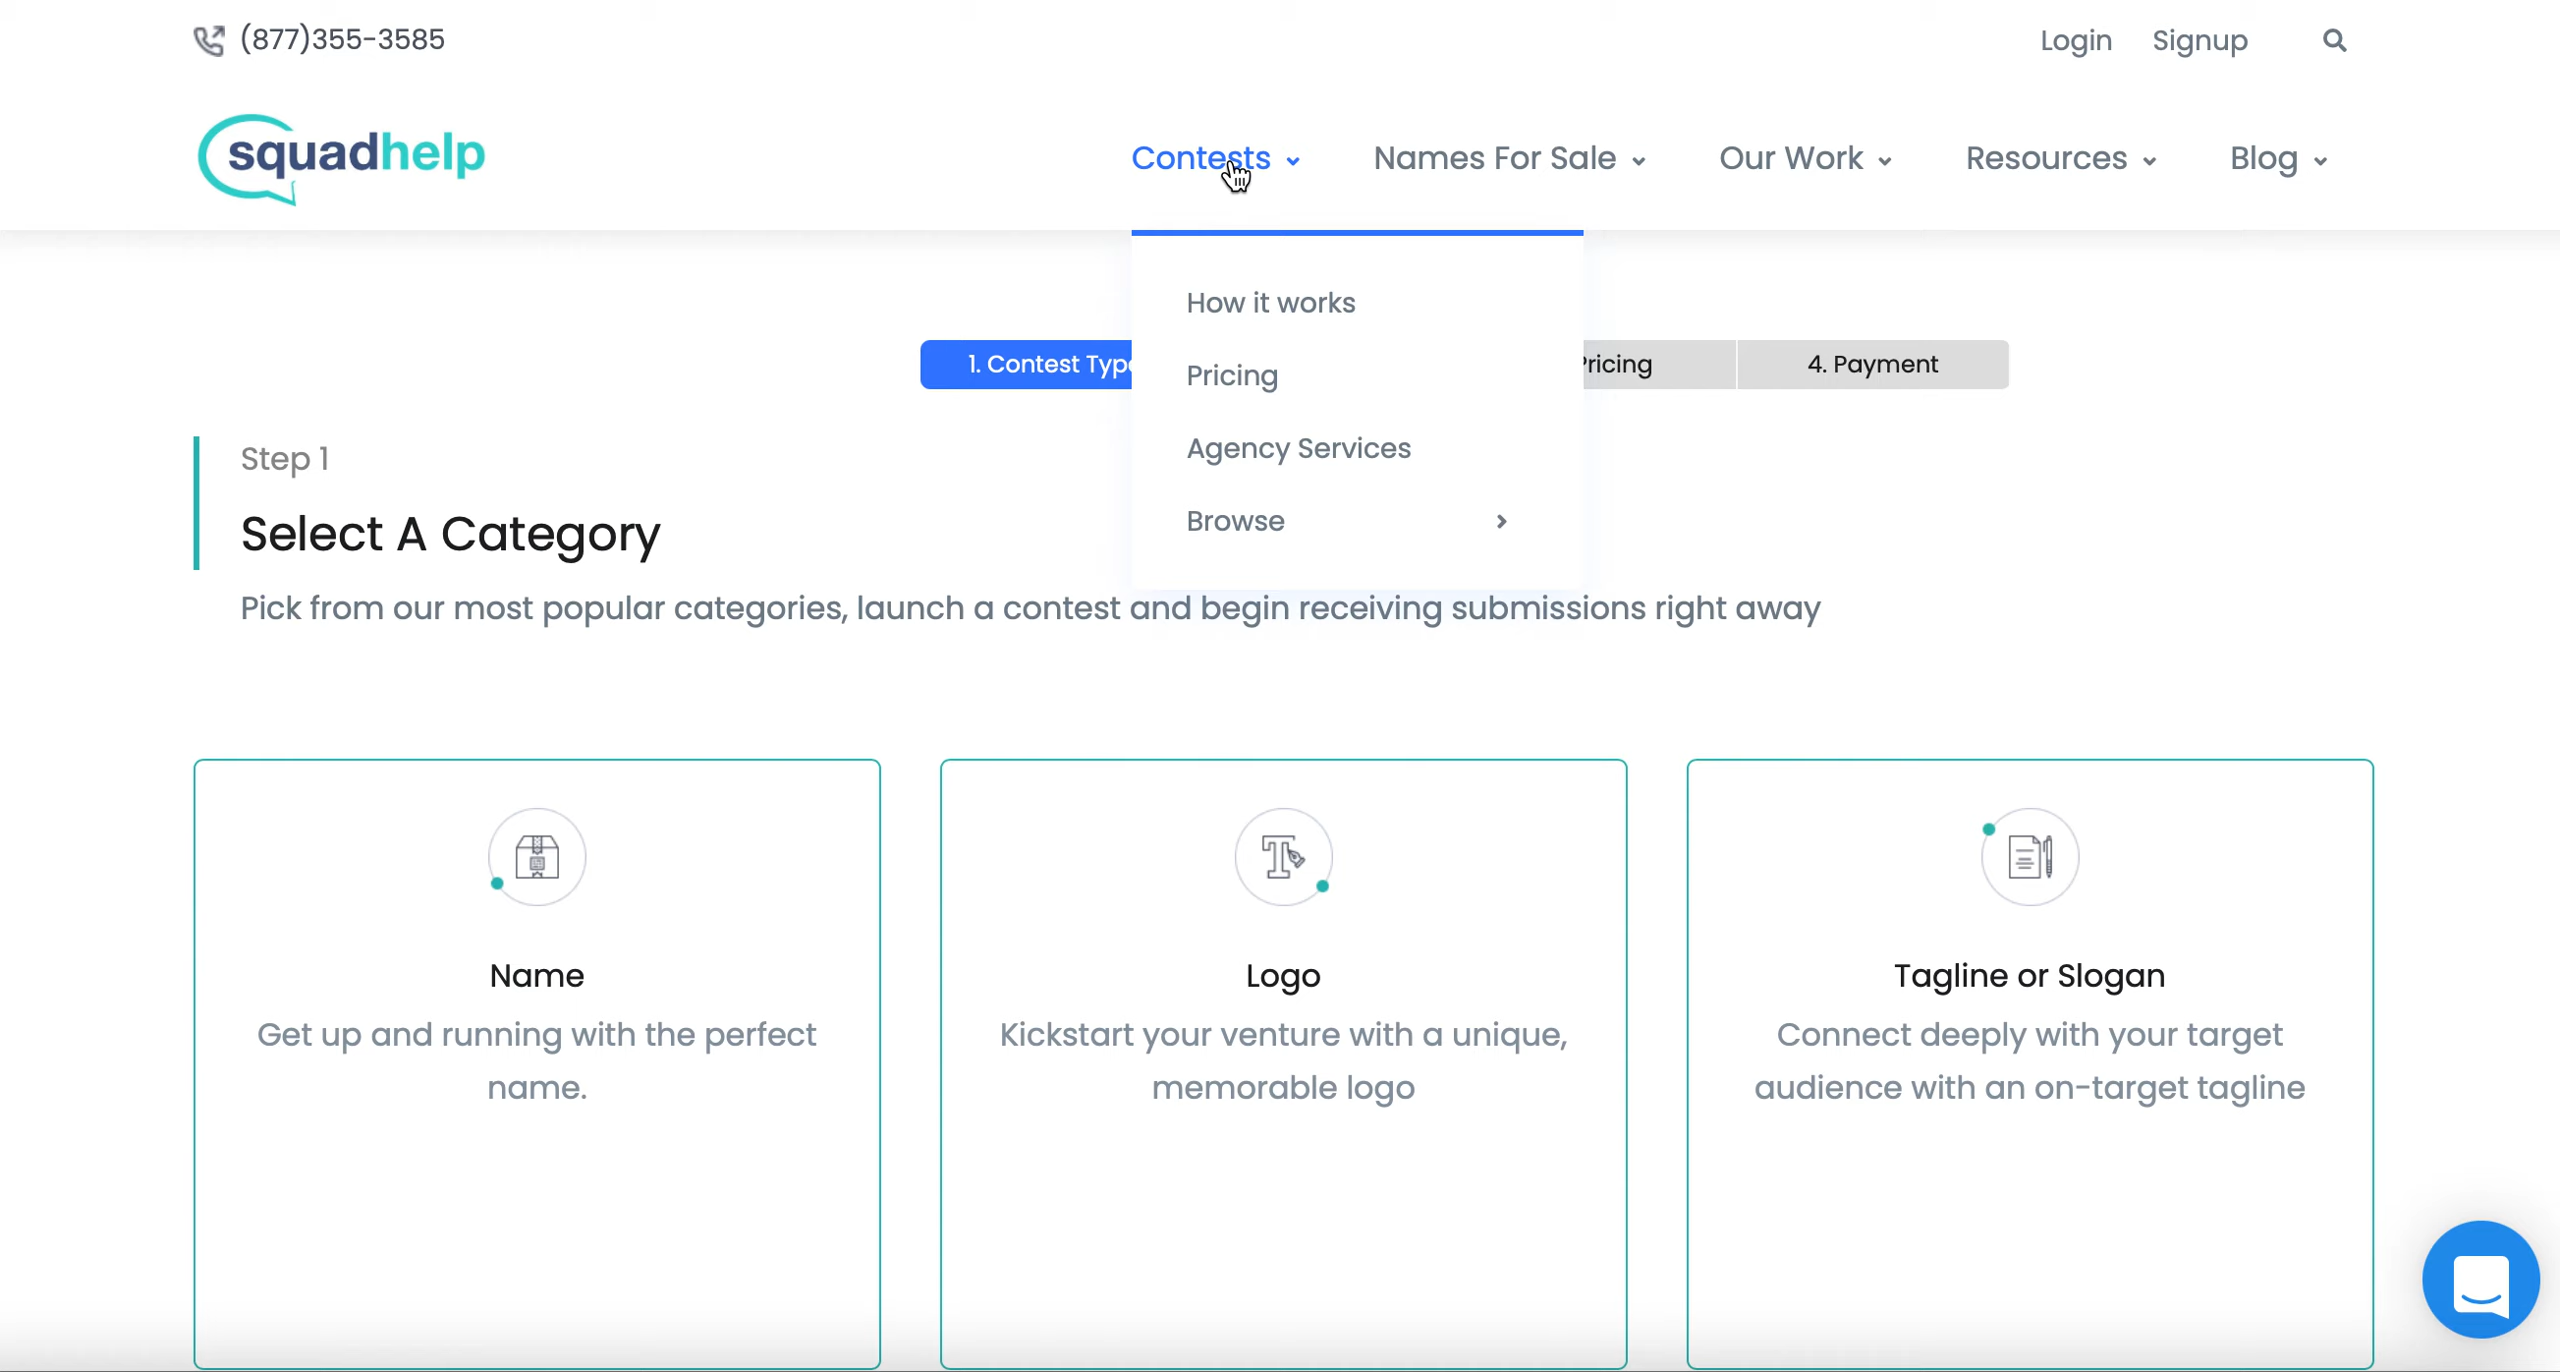 (877)355-3585
Login
Signup
squadhelp
Contests
Names For Sale
Our Work
Resources
Blog
How it works
Pricing
Agency Services
Browse
1. Contest Type
Pricing
4. Payment
Step 1
Select A Category
Pick from our most popular categories, launch a contest and begin receiving submissions right away
Name
Get up and running with the perfect
name.
Logo
Kickstart your venture with a unique,
memorable logo
Tagline or Slogan
Connect deeply with your target
audience with an on-target tagline